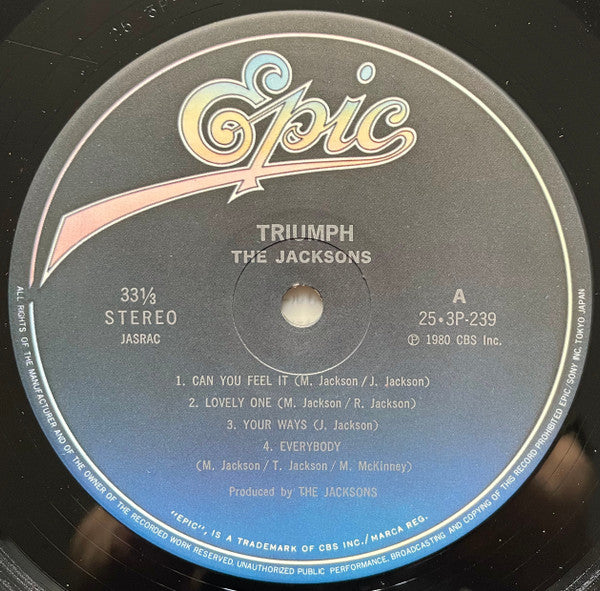 Epic
TRIUMPH
THE JACKSONS
33⅓
STEREO
JASRAC
A
25・3P-239
Ⓟ 1980 CBS Inc.
1. CAN YOU FEEL IT (M. Jackson / J. Jackson)
2. LOVELY ONE (M. Jackson / R. Jackson)
3. YOUR WAYS (J. Jackson)
4. EVERYBODY
(M. Jackson / T. Jackson / M. McKinney)
Produced by THE JACKSONS
"EPIC", IS A TRADEMARK OF CBS INC./MARCA REG.
ALL RIGHTS OF THE MANUFACTURER AND OF THE OWNER OF THE RECORDED WORK RESERVED, UNAUTHORIZED PUBLIC PERFORMANCE, BROADCASTING AND COPYING OF THIS RECORD PROHIBITED EPIC/SONY INC. TOKYO JAPAN